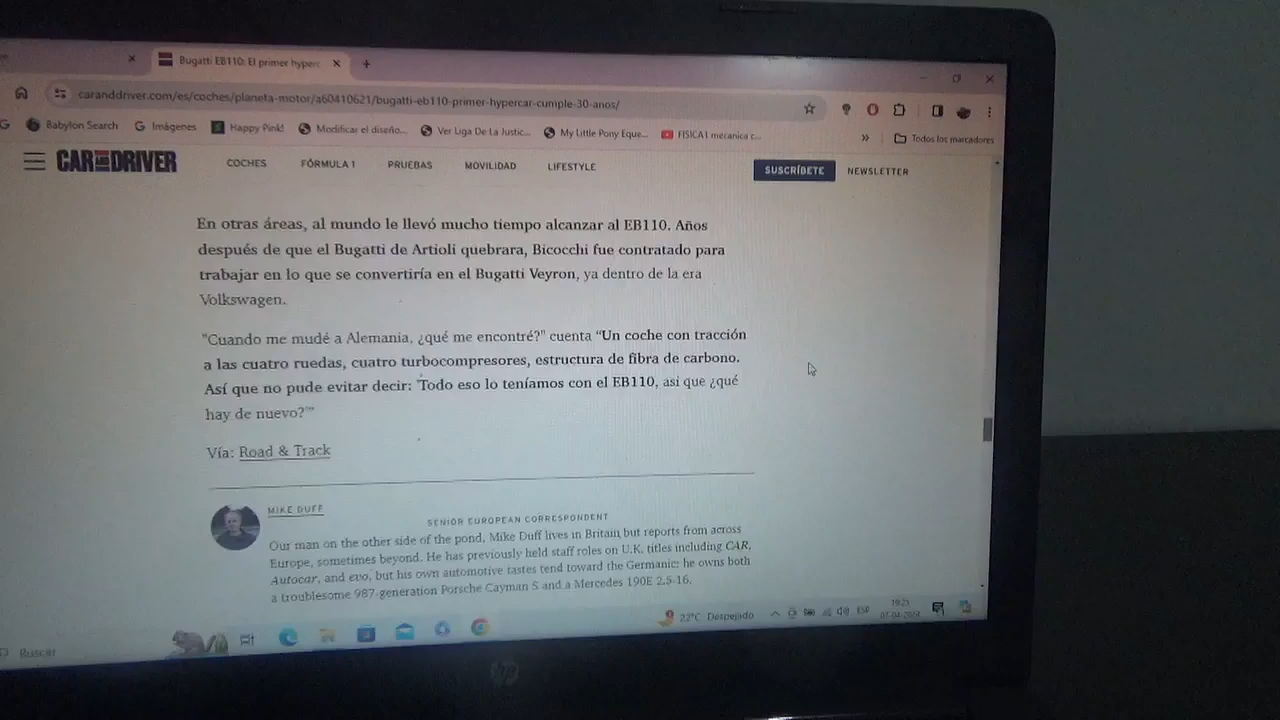 Bugatti EB110: El primer hyperc
caranddriver.com/es/coches/planeta-motor/a60410621/bugatti-eb110-primer-hypercar-cumple-30-anos/
Babylon Search Imágenes Happy Pink! Modificar el diseño... Ver Liga De La Justic... My Little Pony Eque... FISICA1 mecanica c... » Todos los marcadores
CAR AND DRIVER COCHES FÓRMULA 1 PRUEBAS MOVILIDAD LIFESTYLE SUSCRÍBETE NEWSLETTER
En otras áreas, al mundo le llevó mucho tiempo alcanzar al EB110. Años
después de que el Bugatti de Artioli quebrara, Bicocchi fue contratado para
trabajar en lo que se convertiría en el Bugatti Veyron, ya dentro de la era
Volkswagen.
"Cuando me mudé a Alemania, ¿qué me encontré?" cuenta "Un coche con tracción
a las cuatro ruedas, cuatro turbocompresores, estructura de fibra de carbono.
Así que no pude evitar decir: 'Todo eso lo teníamos con el EB110, asi que ¿qué
hay de nuevo?'"
Vía: Road & Track
MIKE DUFF
SENIOR EUROPEAN CORRESPONDENT
Our man on the other side of the pond, Mike Duff lives in Britain but reports from across
Europe, sometimes beyond. He has previously held staff roles on U.K. titles including CAR,
Autocar, and evo, but his own automotive tastes tend toward the Germanic: he owns both
a troublesome 987-generation Porsche Cayman S and a Mercedes 190E 2.5-16.
Buscar 22°C Despejado ESP 19:25
hp